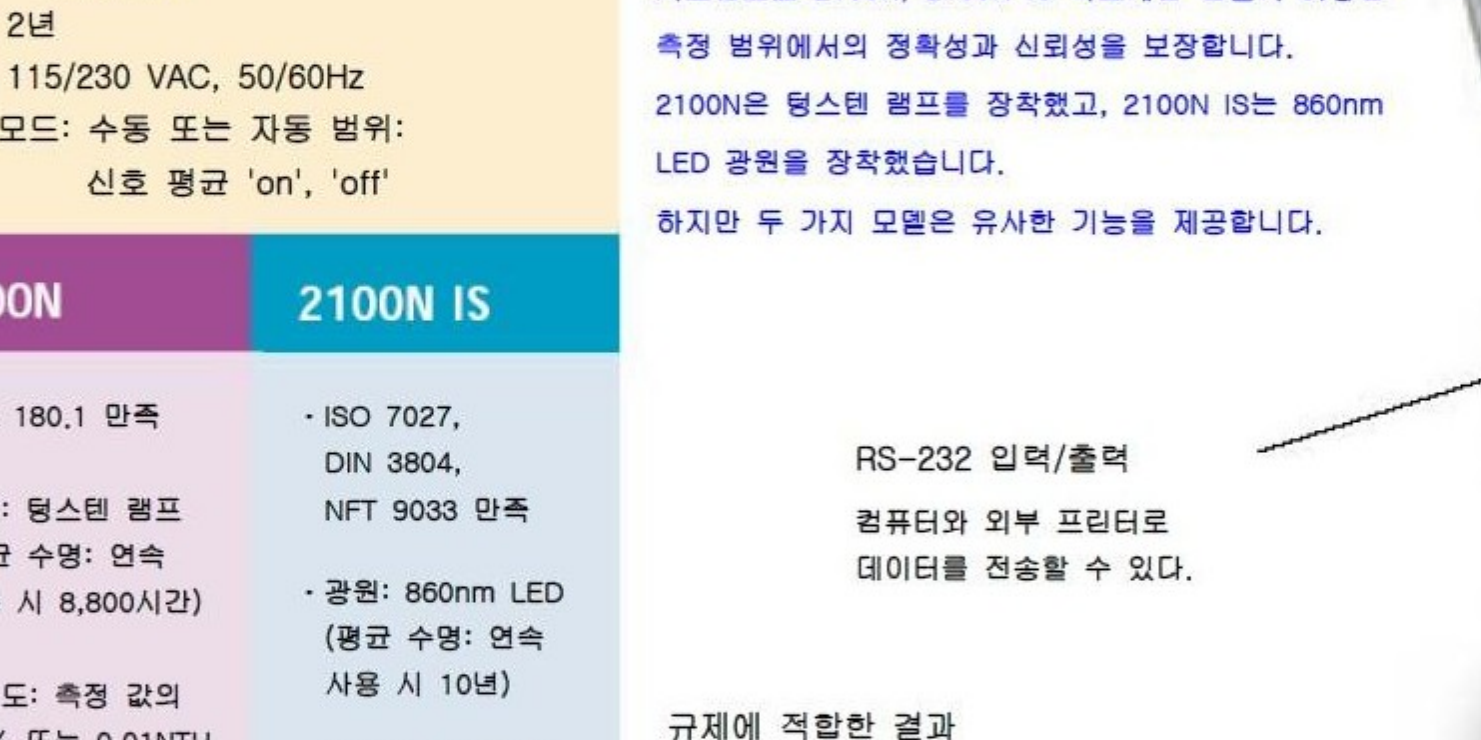 2년
115/230 VAC, 50/60Hz
모드: 수동 또는 자동 범위:
신호 평균 'on', 'off'
측정 범위에서의 정확성과 신뢰성을 보장합니다.
2100N은 텅스텐 램프를 장착했고, 2100N IS는 860nm
LED 광원을 장착했습니다.
하지만 두 가지 모델은 유사한 기능을 제공합니다.
2100N IS
180.1 만족
: 텅스텐 램프
수명: 연속
시 8,800시간)
도: 측정 값의
· ISO 7027,
DIN 3804,
NFT 9033 만족
· 광원: 860nm LED
(평균 수명: 연속
사용 시 10년)
RS-232 입력/출력
컴퓨터와 외부 프린터로
데이터를 전송할 수 있다.
규제에 적합한 결과